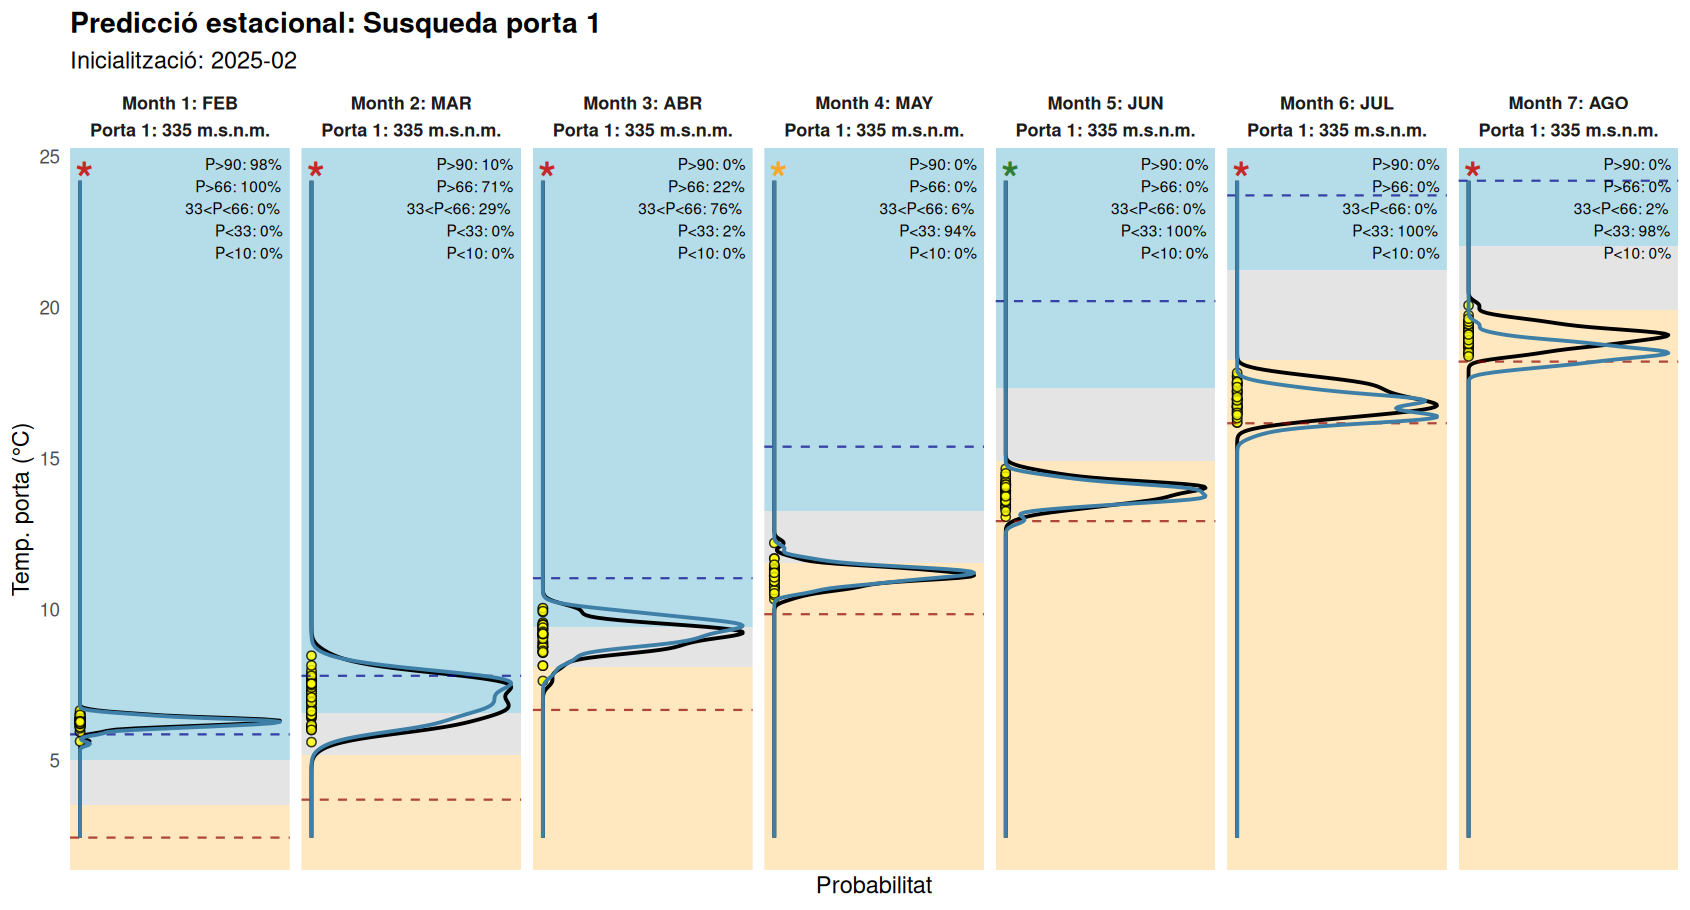 Predicció estacional: Susqueda porta 1
Inicialització: 2025-02
Month 1: FEB
Porta 1: 335 m.s.n.m.
Month 2: MAR
Porta 1: 335 m.s.n.m.
Month 3: ABR
Porta 1: 335 m.s.n.m.
Month 4: MAY
Porta 1: 335 m.s.n.m.
Month 5: JUN
Porta 1: 335 m.s.n.m.
Month 6: JUL
Porta 1: 335 m.s.n.m.
Month 7: AGO
Porta 1: 335 m.s.n.m.
Temp. porta (°C)
25
20
15
10
5
*
P>90: 98%
P>66: 100%
33<P<66: 0%
P<33: 0%
P<10: 0%
*
P>90: 10%
P>66: 71%
33<P<66: 29%
P<33: 0%
P<10: 0%
*
P>90: 0%
P>66: 22%
33<P<66: 76%
P<33: 2%
P<10: 0%
*
P>90: 0%
P>66: 0%
33<P<66: 6%
P<33: 94%
P<10: 0%
*
P>90: 0%
P>66: 0%
33<P<66: 0%
P<33: 100%
P<10: 0%
*
P>90: 0%
P>66: 0%
33<P<66: 0%
P<33: 100%
P<10: 0%
*
P>90: 0%
P>66: 0%
33<P<66: 2%
P<33: 98%
P<10: 0%
Probabilitat